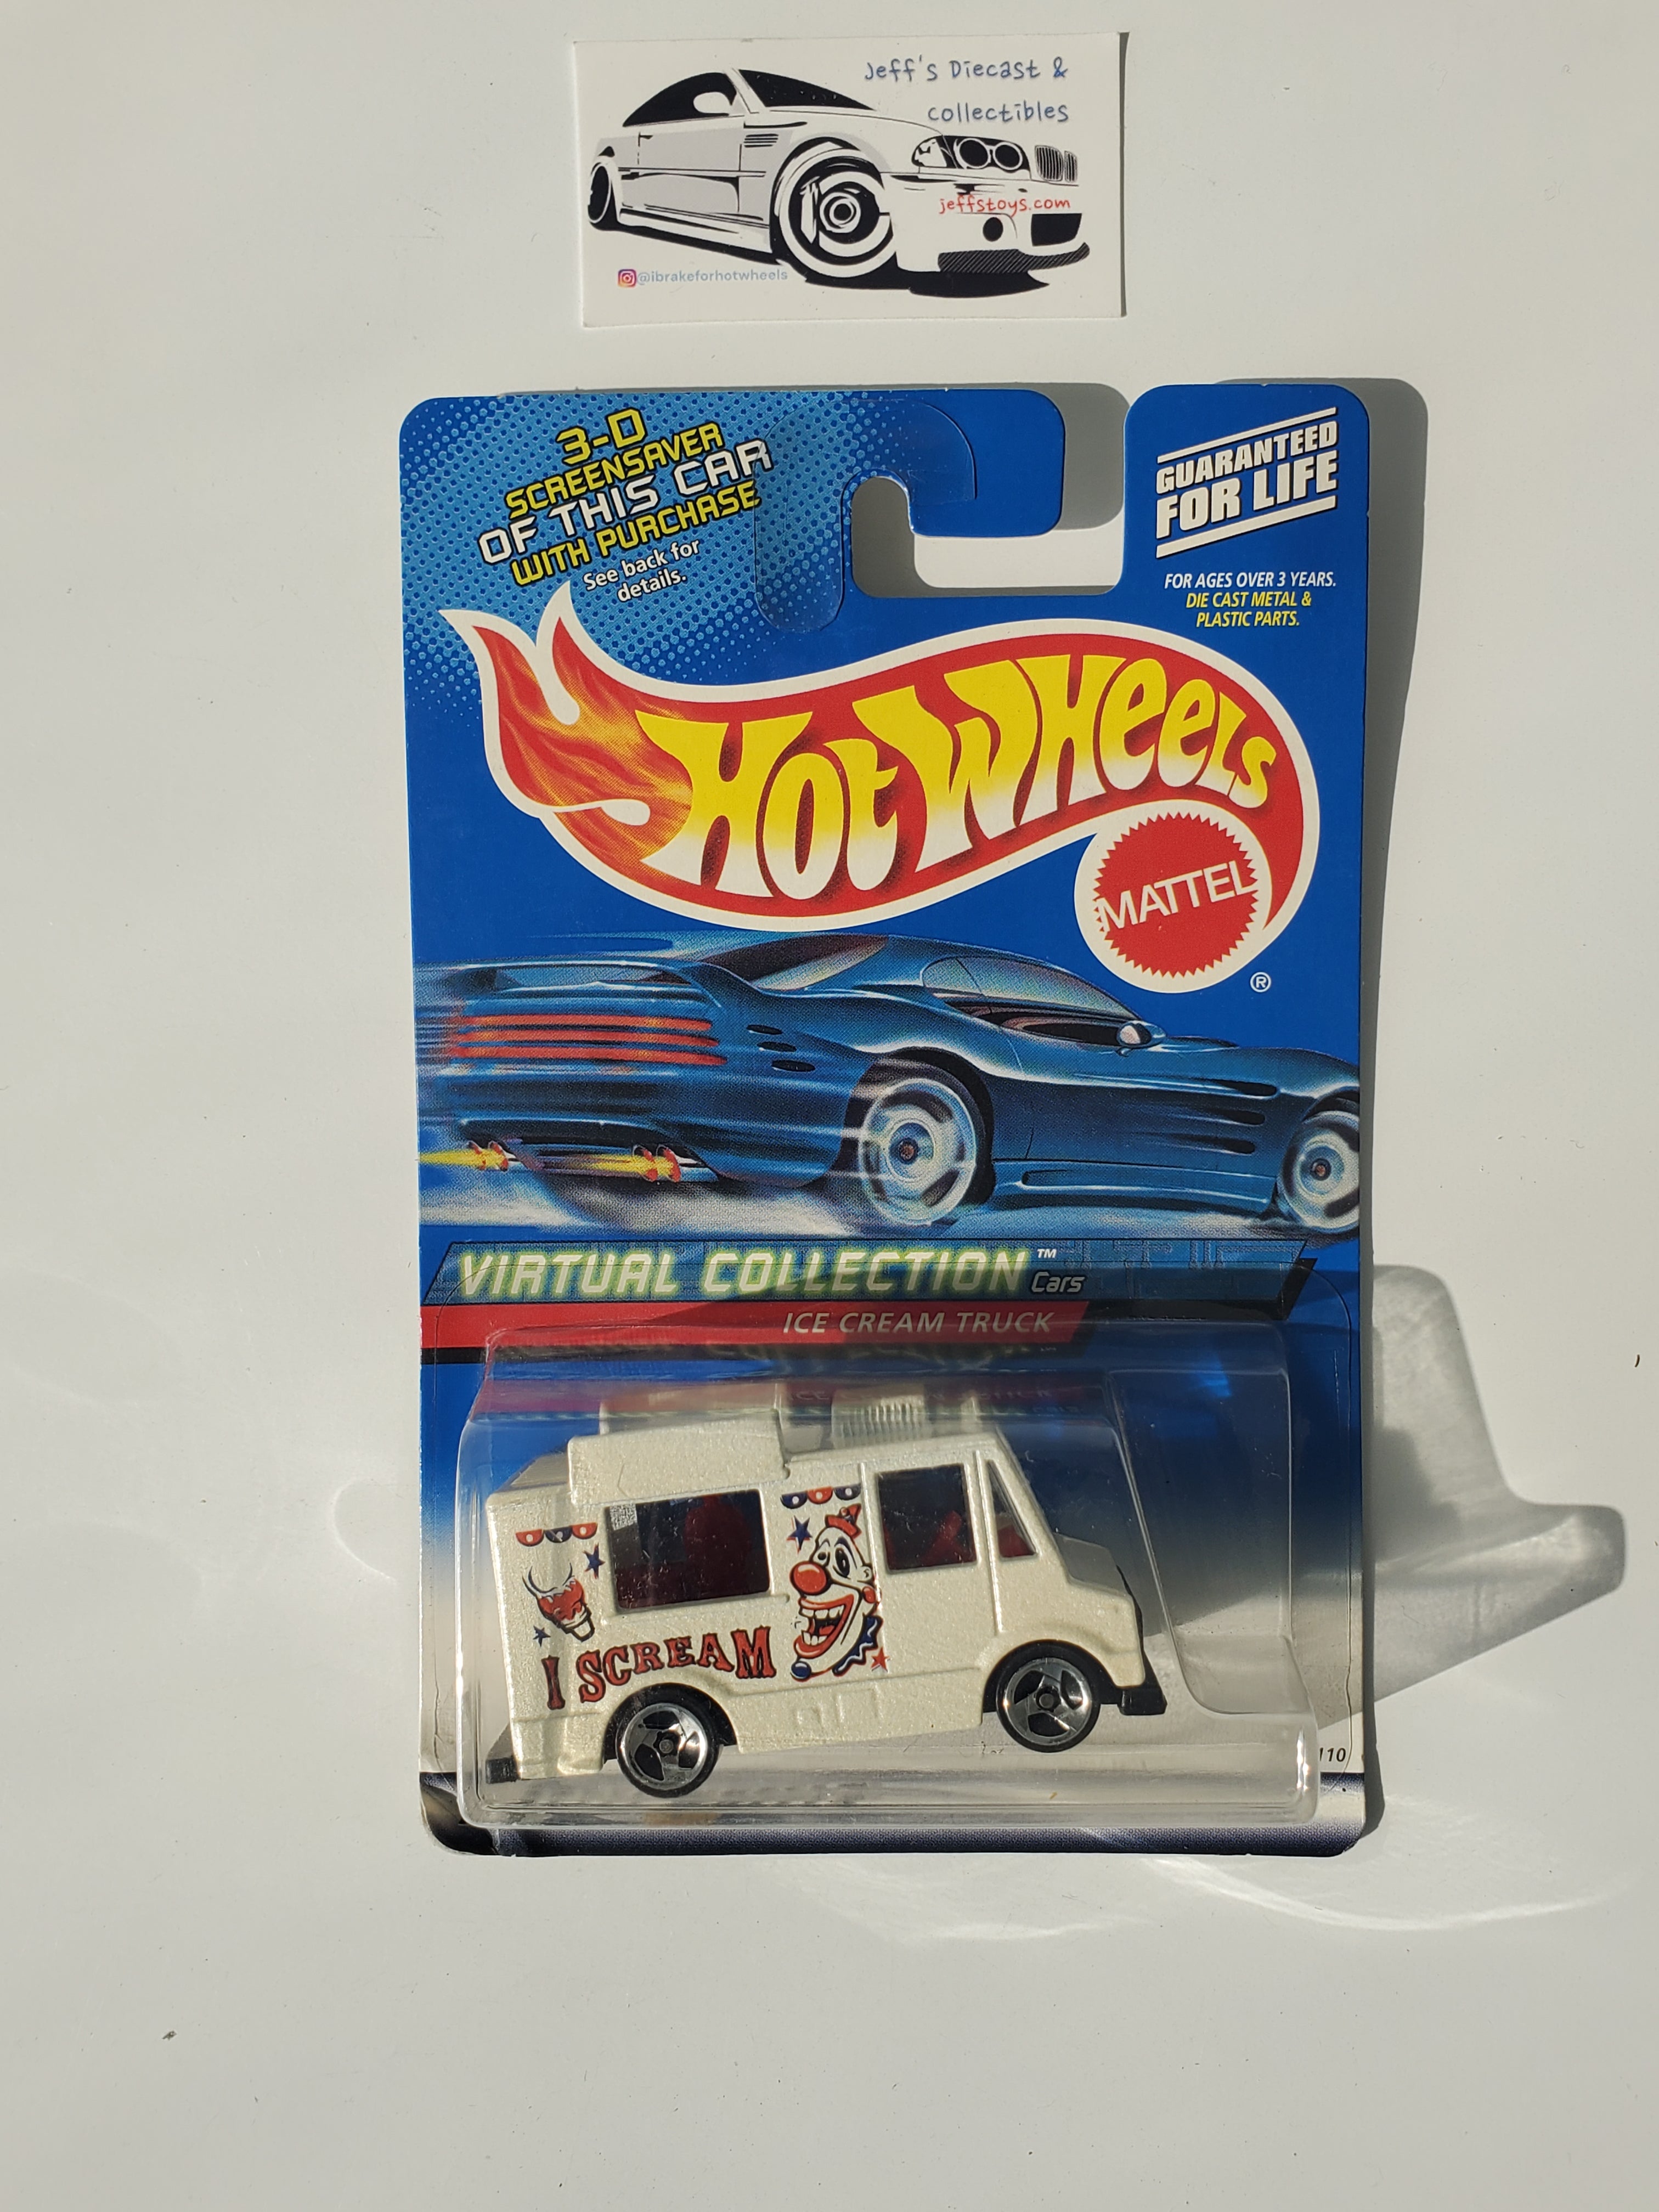 Jeff's Diecast &
collectibles
jeffstoys.com
@ibrakeforhotwheels
3-D
SCREENSAVER
OF THIS CAR
WITH PURCHASE
See back for
details.
GUARANTEED
FOR LIFE
FOR AGES OVER 3 YEARS.
DIE CAST METAL &
PLASTIC PARTS.
HOT WHEELS
MATTEL
®
VIRTUAL COLLECTION™
Cars
ICE CREAM TRUCK
I SCREAM